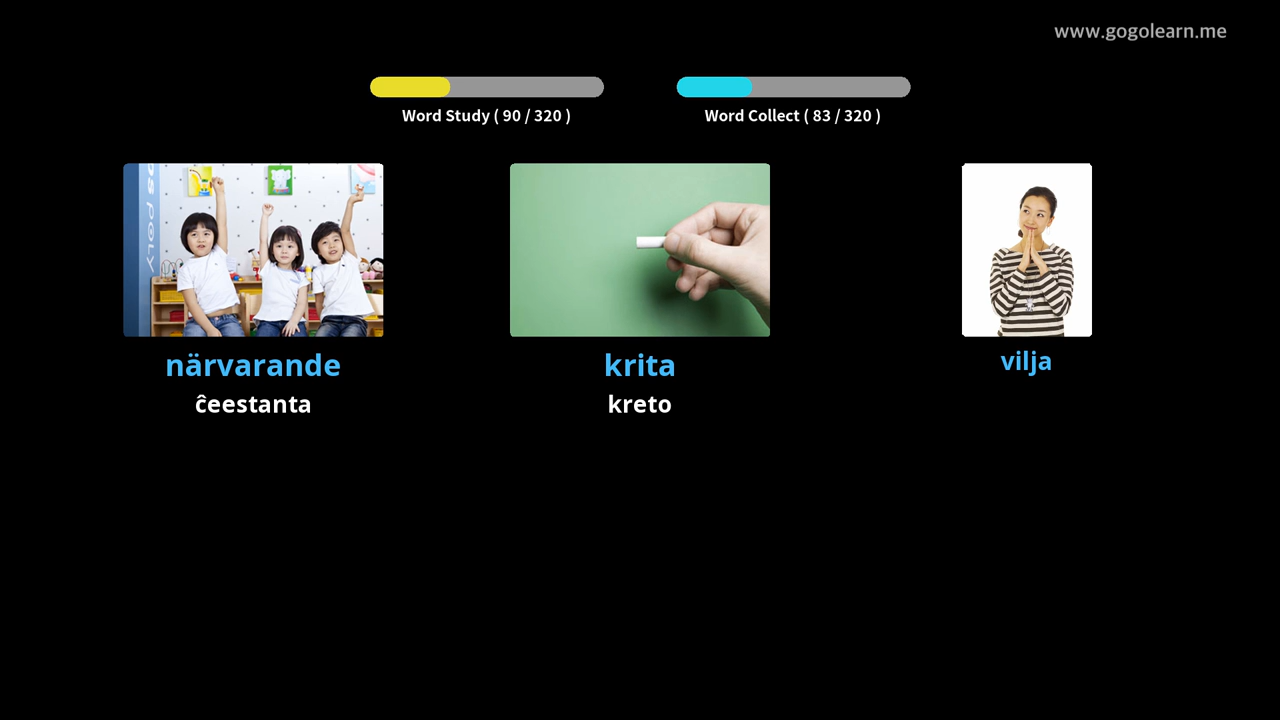 www.gogolearn.me
Word Study ( 90 / 320 )
Word Collect ( 83 / 320 )
närvarande
krita
vilja
ĉeestanta
kreto